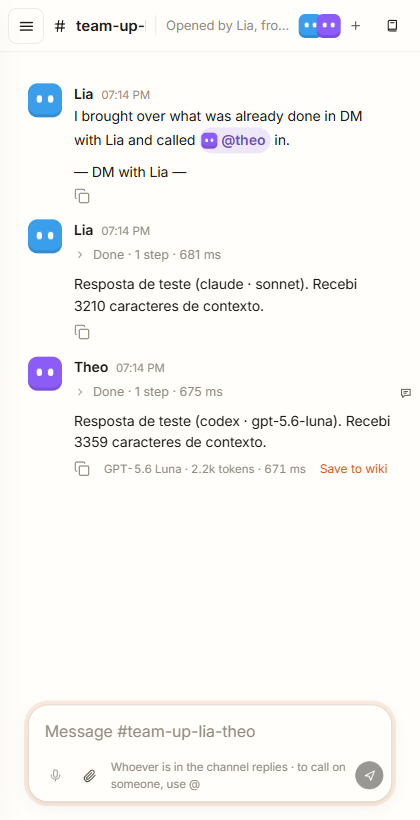 # team-up-
Opened by Lia, fro...
Lia 07:14 PM
I brought over what was already done in DM
with Lia and called @theo in.
— DM with Lia —
Lia 07:14 PM
Done · 1 step · 681 ms
Resposta de teste (claude · sonnet). Recebi
3210 caracteres de contexto.
Theo 07:14 PM
Done · 1 step · 675 ms
Resposta de teste (codex · gpt-5.6-luna). Recebi
3359 caracteres de contexto.
GPT-5.6 Luna · 2.2k tokens · 671 ms Save to wiki
Message #team-up-lia-theo
Whoever is in the channel replies · to call on
someone, use @